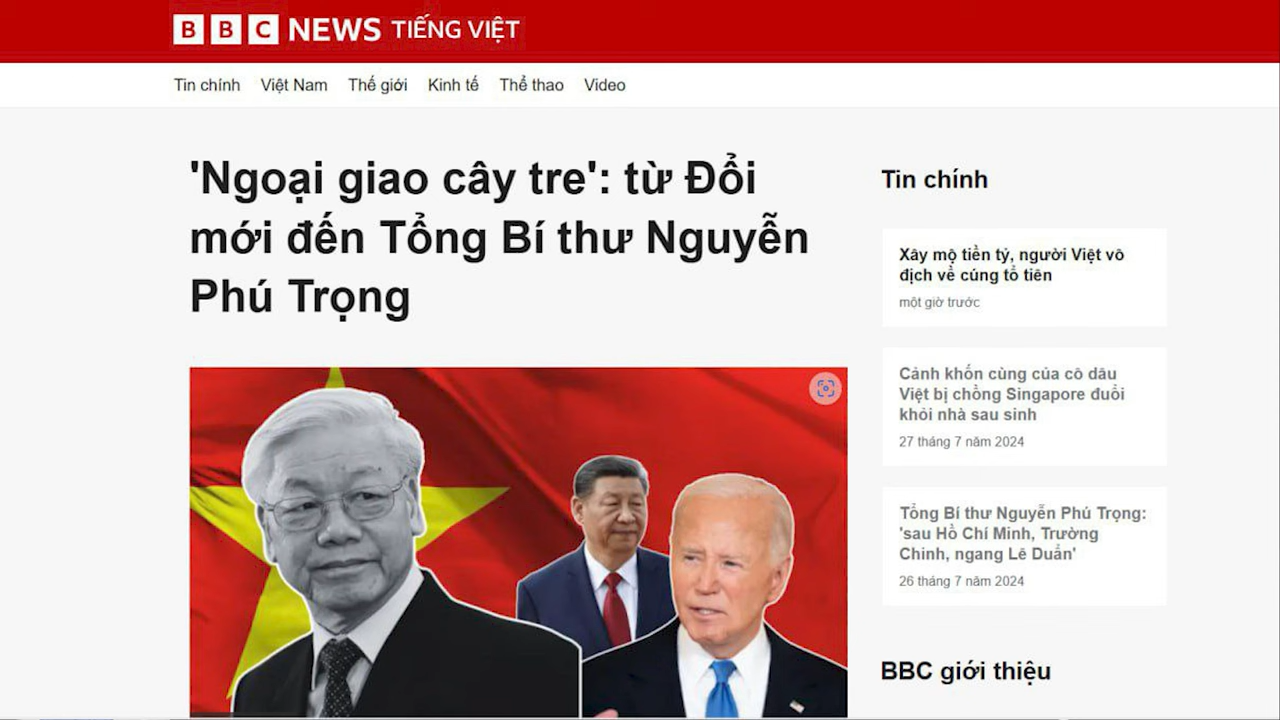 BBC NEWS TIẾNG VIỆT
Tin chính Việt Nam Thế giới Kinh tế Thể thao Video
'Ngoại giao cây tre': từ Đổi
mới đến Tổng Bí thư Nguyễn
Phú Trọng
Tin chính
Xây mộ tiền tỷ, người Việt vô
địch về cúng tổ tiên
một giờ trước
Cảnh khốn cùng của cô dâu
Việt bị chồng Singapore đuổi
khỏi nhà sau sinh
27 tháng 7 năm 2024
Tổng Bí thư Nguyễn Phú Trọng:
'sau Hồ Chí Minh, Trường
Chinh, ngang Lê Duẩn'
26 tháng 7 năm 2024
BBC giới thiệu